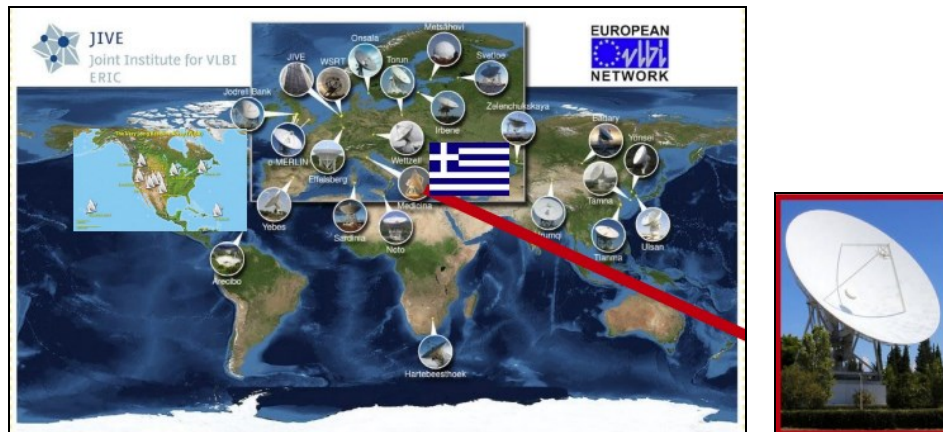 JIVE
Joint Institute for VLBI
ERIC
EUROPEAN
NETWORK
Metsähovi
Onsala
JIVE
WSRT
Torun
Svetloe
Jodrell Bank
Zelenchukskaya
Irbene
Badary
Yonsei
e-MERLIN
Wettzell
Effelsberg
Medicina
Tamna
Yebes
Sardinia
Noto
Urumqi
Tianma
Ulsan
Arecibo
Hartebeesthoek